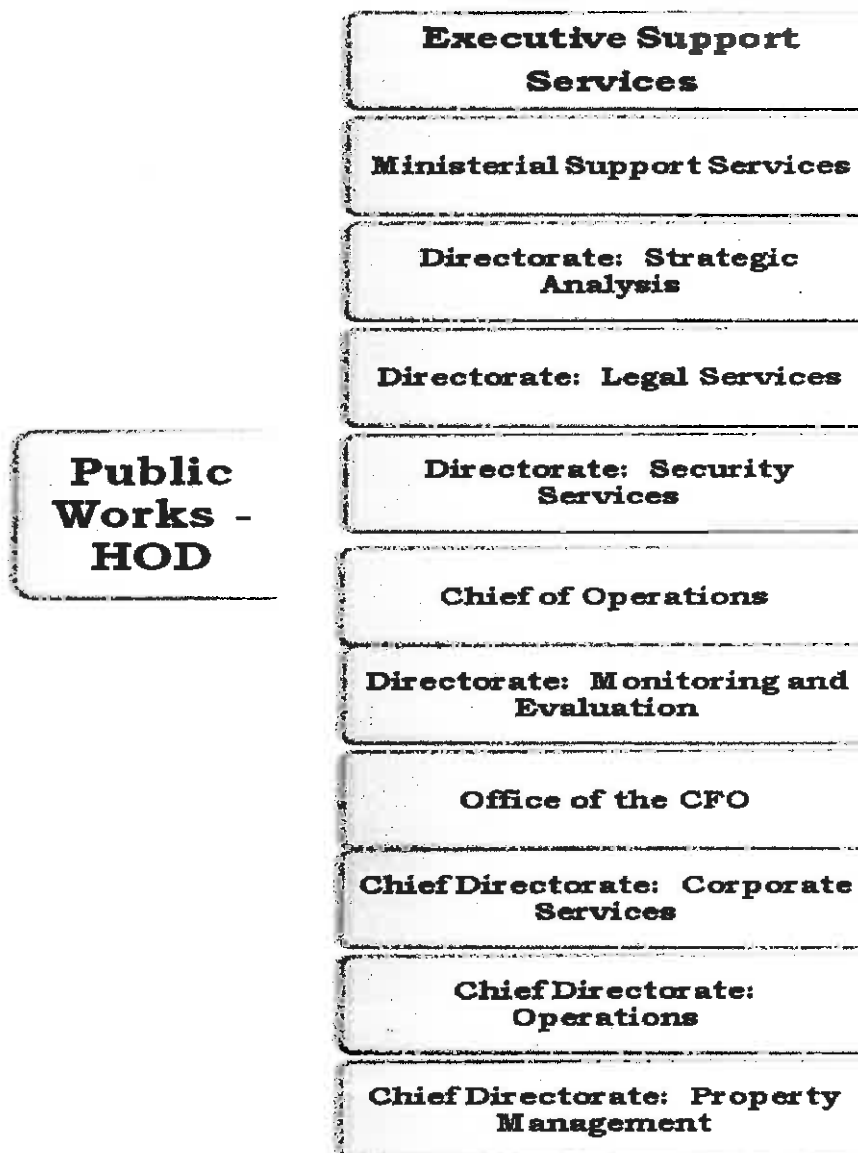 Executive Support
Services
Ministerial Support Services
Directorate: Strategic
Analysis
Directorate: Legal Services
Public
Works -
HOD
Directorate: Security
Services
Chief of Operations
Directorate: Monitoring and
Evaluation
Office of the CFO
Chief Directorate: Corporate
Services
Chief Directorate:
Operations
Chief Directorate: Property
Management